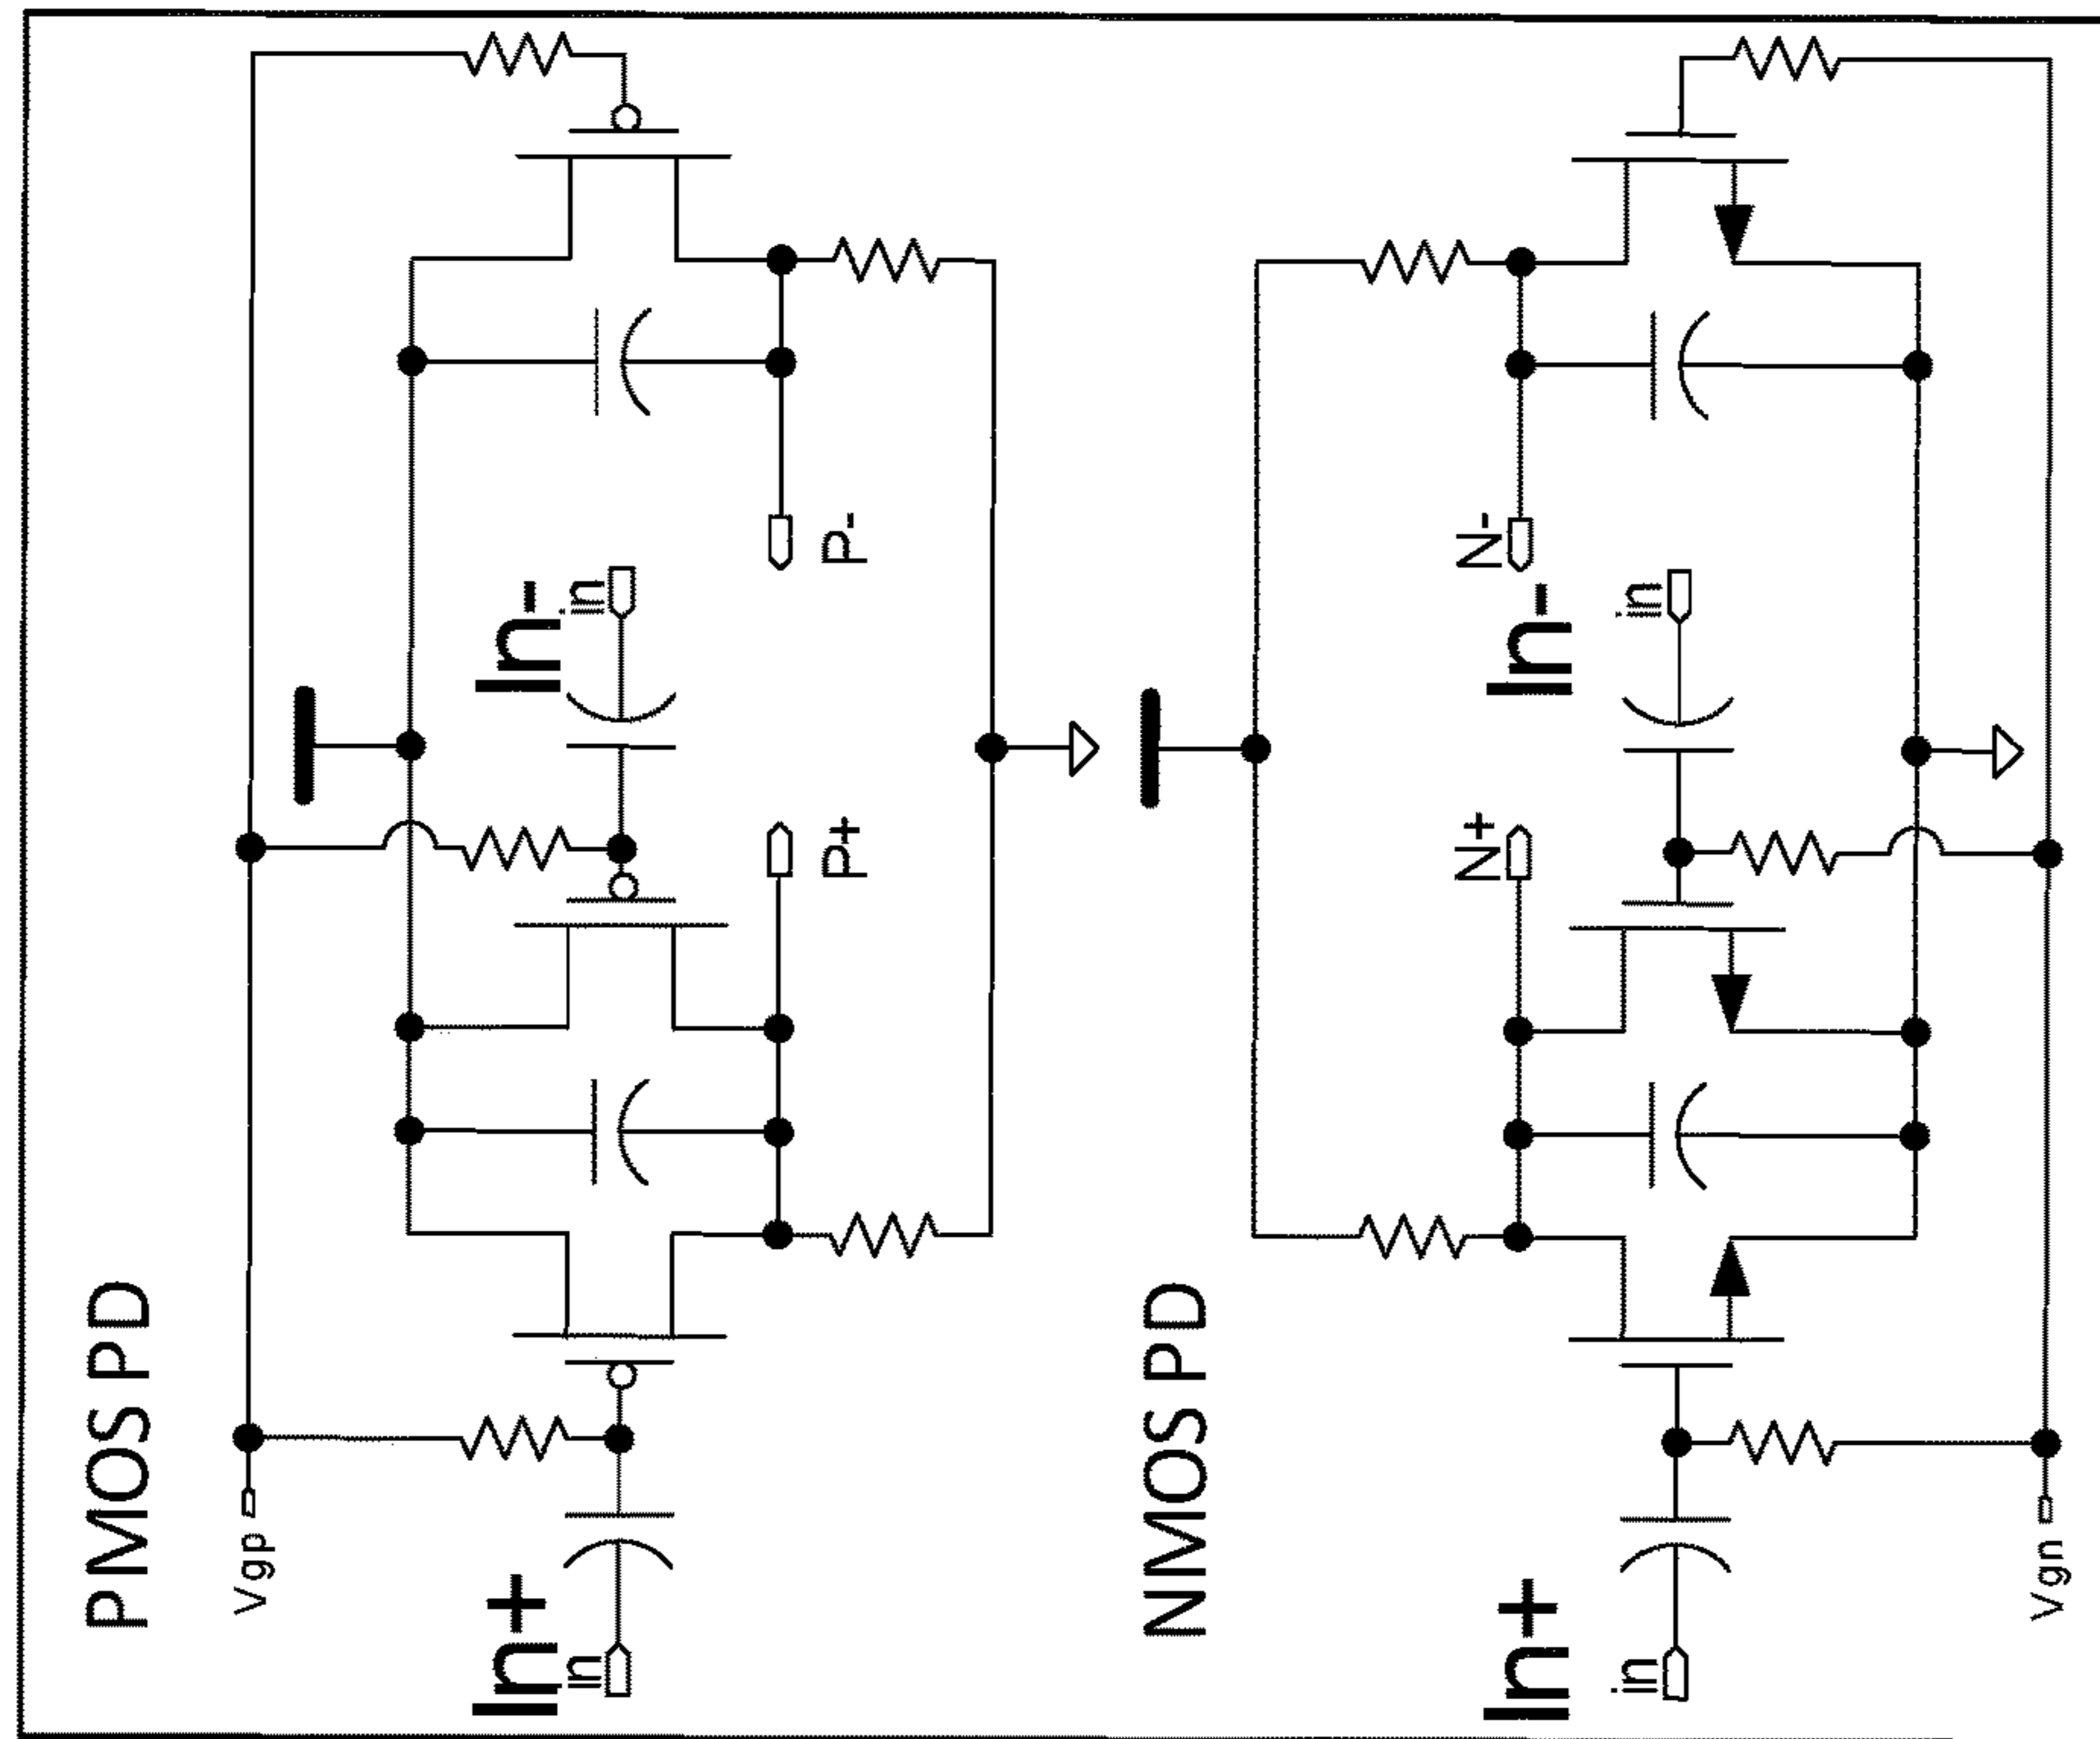 PMOS PD
Vgp
In+
in
In-
in
P+
P-
NMOS PD
N+
N-
In+
in
In-
in
Vgn